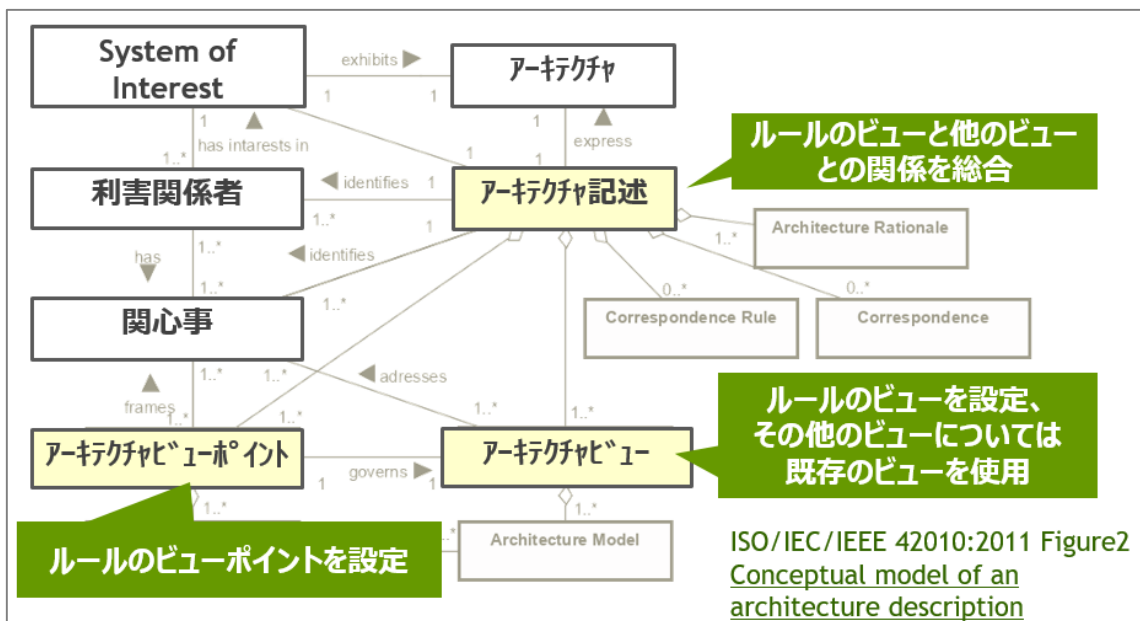 System of
Interest
exhibits ▶
ｱｰｷﾃｸﾁｬ
1
1
1
1
has intarests in
1..*
1
1
express
1
ルールのビューと他のビュー
との関係を総合
利害関係者
◀ identifies
1
ｱｰｷﾃｸﾁｬ記述
1..*
1
Architecture Rationale
1..*
has
1..*
◀ identifies
1..*
1..*
0..*
0..*
関心事
Correspondence Rule
Correspondence
1..*
1..*
◀ adresses
frames
1..*
1..*
1..*
1..*
ルールのビューを設定、
その他のビューについては
既存のビューを使用
ｱｰｷﾃｸﾁｬﾋﾞｭｰﾎﾟｲﾝﾄ
governs ▶
1
1
ｱｰｷﾃｸﾁｬﾋﾞｭｰ
1..*
1..*
ルールのビューポイントを設定
Architecture Model
ISO/IEC/IEEE 42010:2011 Figure2
Conceptual model of an
architecture description